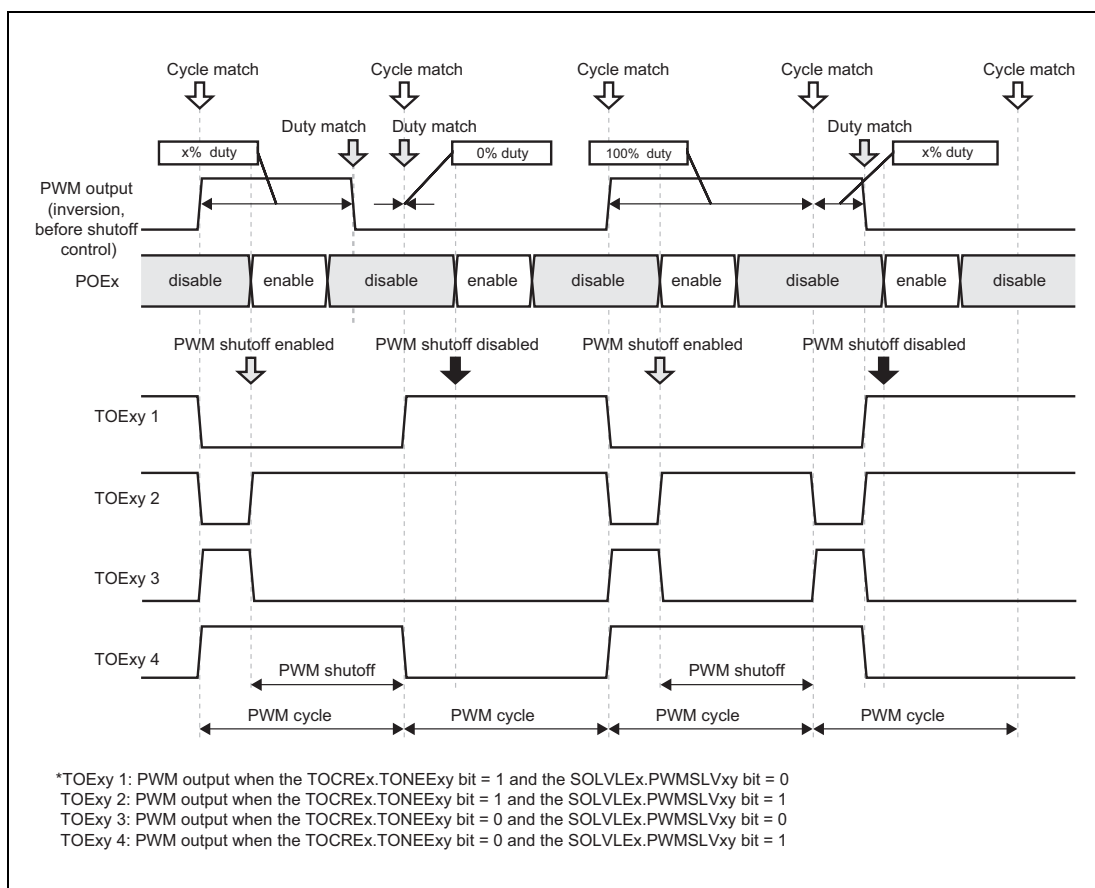 Cycle match Cycle match Cycle match Cycle match Cycle match
Duty match Duty match Duty match
x% duty 0% duty 100% duty x% duty
PWM output
(inversion,
before shutoff
control)
POEx disable enable disable enable disable enable disable enable disable
PWM shutoff enabled PWM shutoff disabled PWM shutoff enabled PWM shutoff disabled
TOExy 1
TOExy 2
TOExy 3
TOExy 4
PWM shutoff PWM shutoff
PWM cycle PWM cycle PWM cycle PWM cycle
*TOExy 1: PWM output when the TOCREx.TONEExy bit = 1 and the SOLVLEx.PWMSLVxy bit = 0
TOExy 2: PWM output when the TOCREx.TONEExy bit = 1 and the SOLVLEx.PWMSLVxy bit = 1
TOExy 3: PWM output when the TOCREx.TONEExy bit = 0 and the SOLVLEx.PWMSLVxy bit = 0
TOExy 4: PWM output when the TOCREx.TONEExy bit = 0 and the SOLVLEx.PWMSLVxy bit = 1